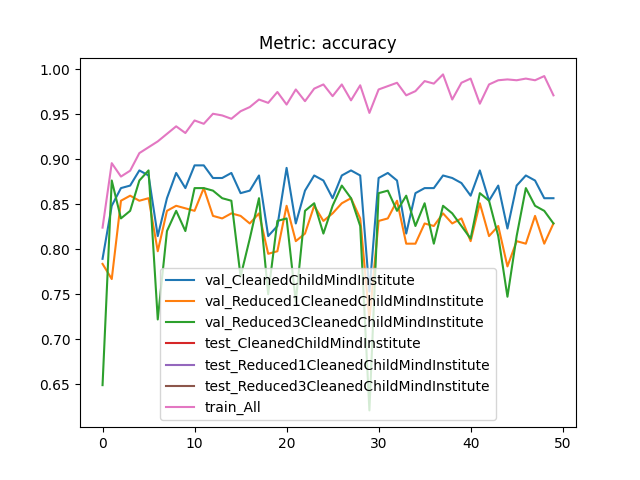 Metric: accuracy
1.00
0.95
0.90
0.85
0.80
0.75
0.70
0.65
val_CleanedChildMindInstitute
val_Reduced1CleanedChildMindInstitute
val_Reduced3CleanedChildMindInstitute
test_CleanedChildMindInstitute
test_Reduced1CleanedChildMindInstitute
test_Reduced3CleanedChildMindInstitute
train_All
0 10 20 30 40 50